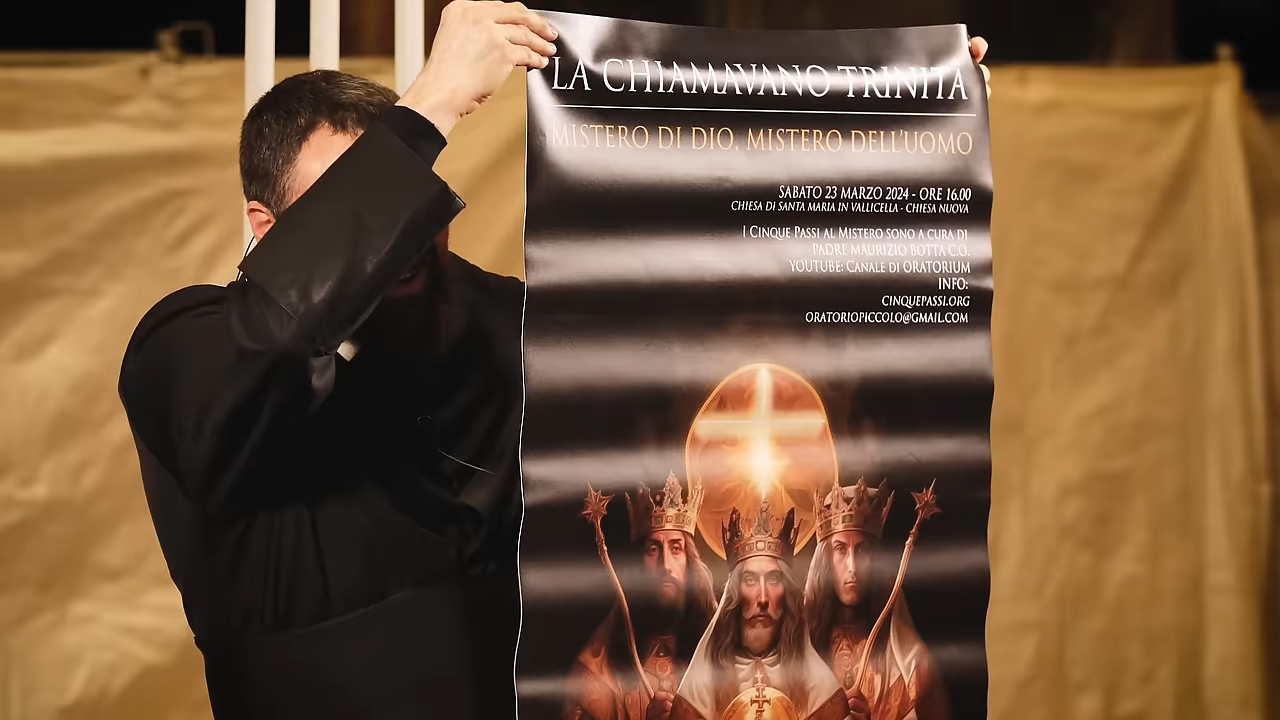 LA CHIAMAVANO TRINITÀ
MISTERO DI DIO, MISTERO DELL'UOMO
SABATO 23 MARZO 2024 - ORE 16.00
CHIESA DI SANTA MARIA IN VALLICELLA - CHIESA NUOVA
I CINQUE PASSI AL MISTERO SONO A CURA DI
PADRE MAURIZIO BOTTA C.O.
YOUTUBE: CANALE DI ORATORIUM
INFO:
CINQUEPASSI.ORG
ORATORIOPICCOLO@GMAIL.COM